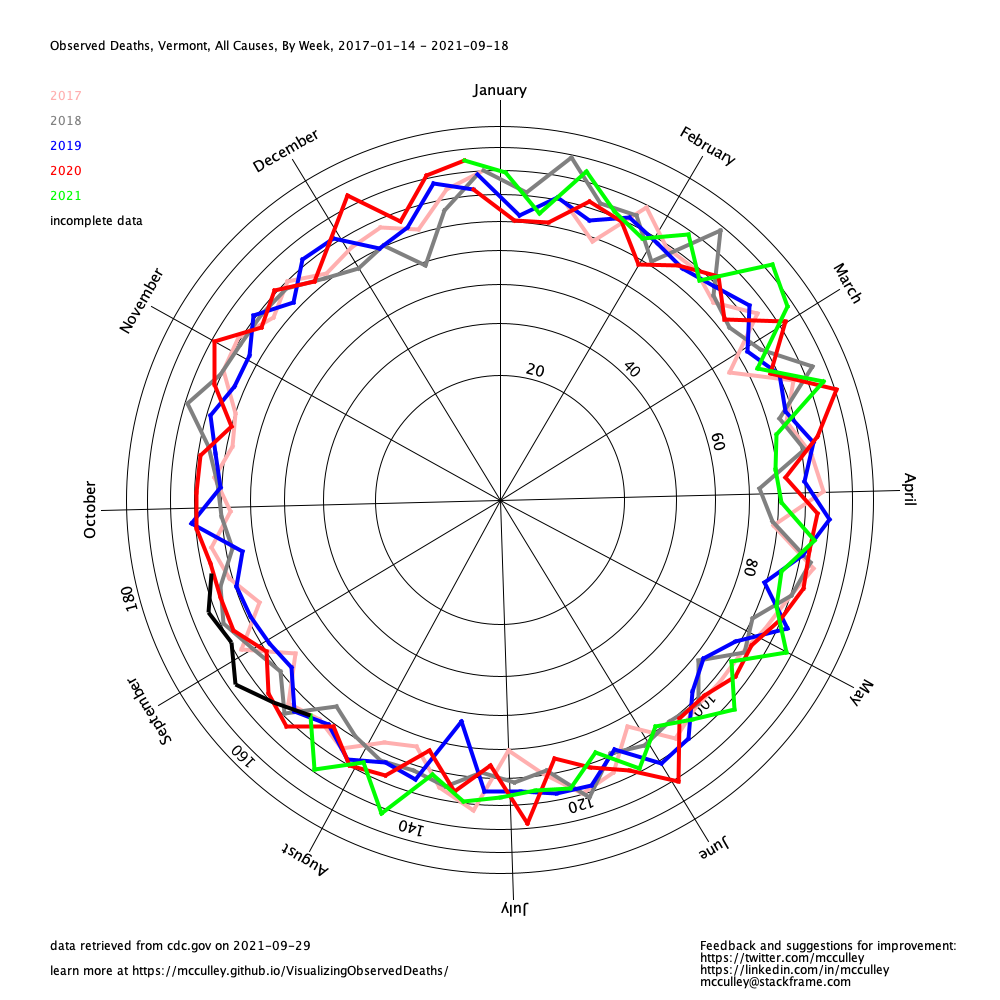 Observed Deaths, Vermont, All Causes, By Week, 2017-01-14 - 2021-09-18
2017
2018
2019
2020
2021
incomplete data
January
February
March
April
May
June
July
August
September
October
November
December
20
40
60
80
100
120
140
160
180
data retrieved from cdc.gov on 2021-09-29
learn more at https://mcculley.github.io/VisualizingObservedDeaths/
Feedback and suggestions for improvement:
https://twitter.com/mcculley
https://linkedin.com/in/mcculley
mcculley@stackframe.com